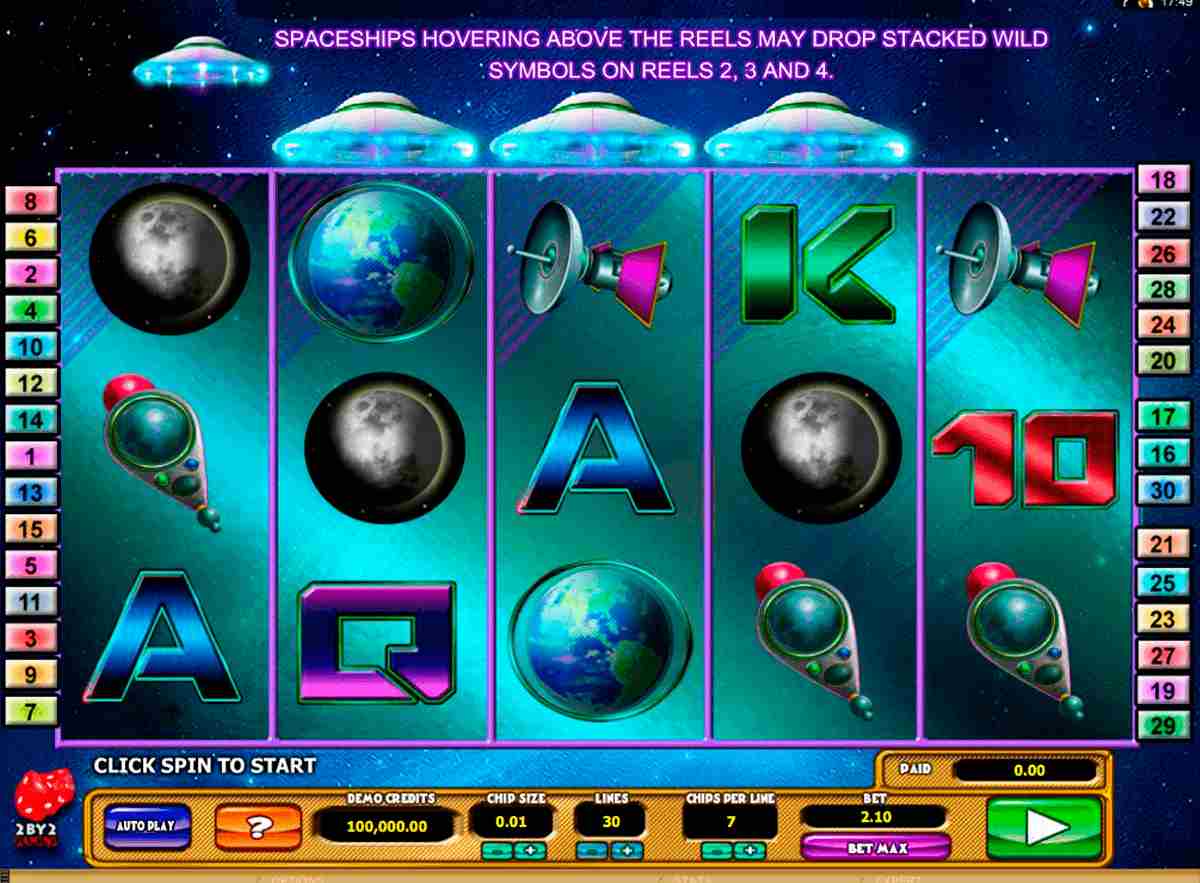 17:49
SPACESHIPS HOVERING ABOVE THE REELS MAY DROP STACKED WILD
SYMBOLS ON REELS 2, 3 AND 4.
8
6
2
4
10
12
14
1
13
15
5
11
3
9
7
K
A
10
A
Q
18
22
26
28
24
20
17
16
30
21
25
23
27
19
29
CLICK SPIN TO START
PAID 0.00
2BY2
GAMING
AUTO PLAY
?
DEMO CREDITS
100,000.00
CHIP SIZE
0.01
- +
LINES
30
- +
CHIPS PER LINE
7
- +
BET
2.10
BET MAX